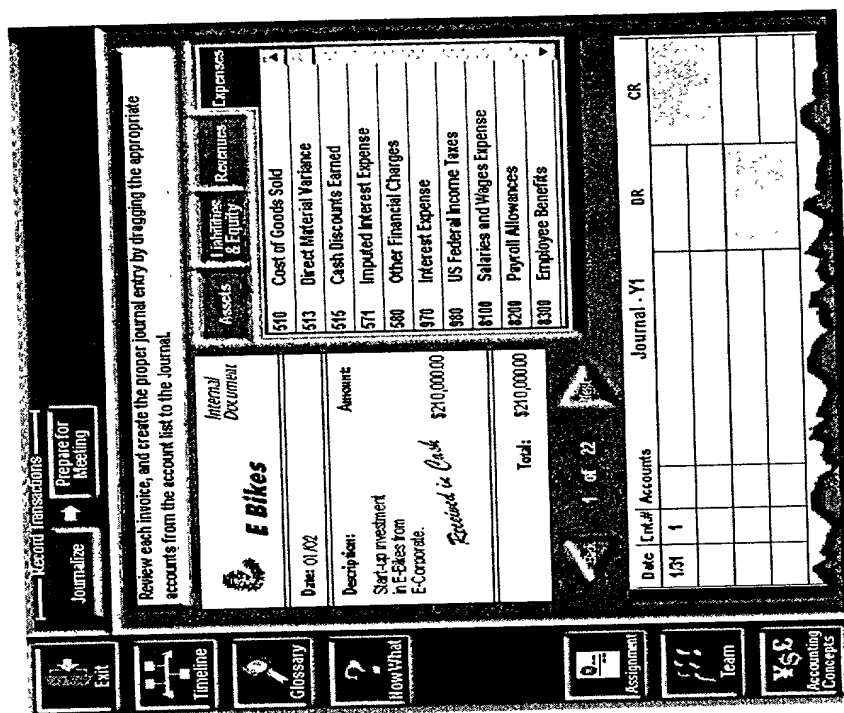 Record Transactions
Journalize
Prepare for
Meeting
Exit
Timeline
Glossary
How What
Assignment
Team
Accounting
Concepts
Review each invoice, and create the proper journal entry by dragging the appropriate
accounts from the account list to the Journal.
E Bikes
Internal
Document
Date: 01/02
Description:
Amount:
Start-up investment
in E-Bikes from
E-Corporate.
$210,000.00
Received in Cash
Total: $210,000.00
Assets
Liabilities
& Equity
Revenues
Expenses
510 Cost of Goods Sold
513 Direct Material Variance
515 Cash Discounts Earned
571 Imputed Interest Expense
580 Other Financial Charges
970 Interest Expense
980 US Federal Income Taxes
8100 Salaries and Wages Expense
8200 Payroll Allowances
8300 Employee Benefits
1 of 22
Next
Journal - Y1
Date Ent.# Accounts DR CR
1/31 1